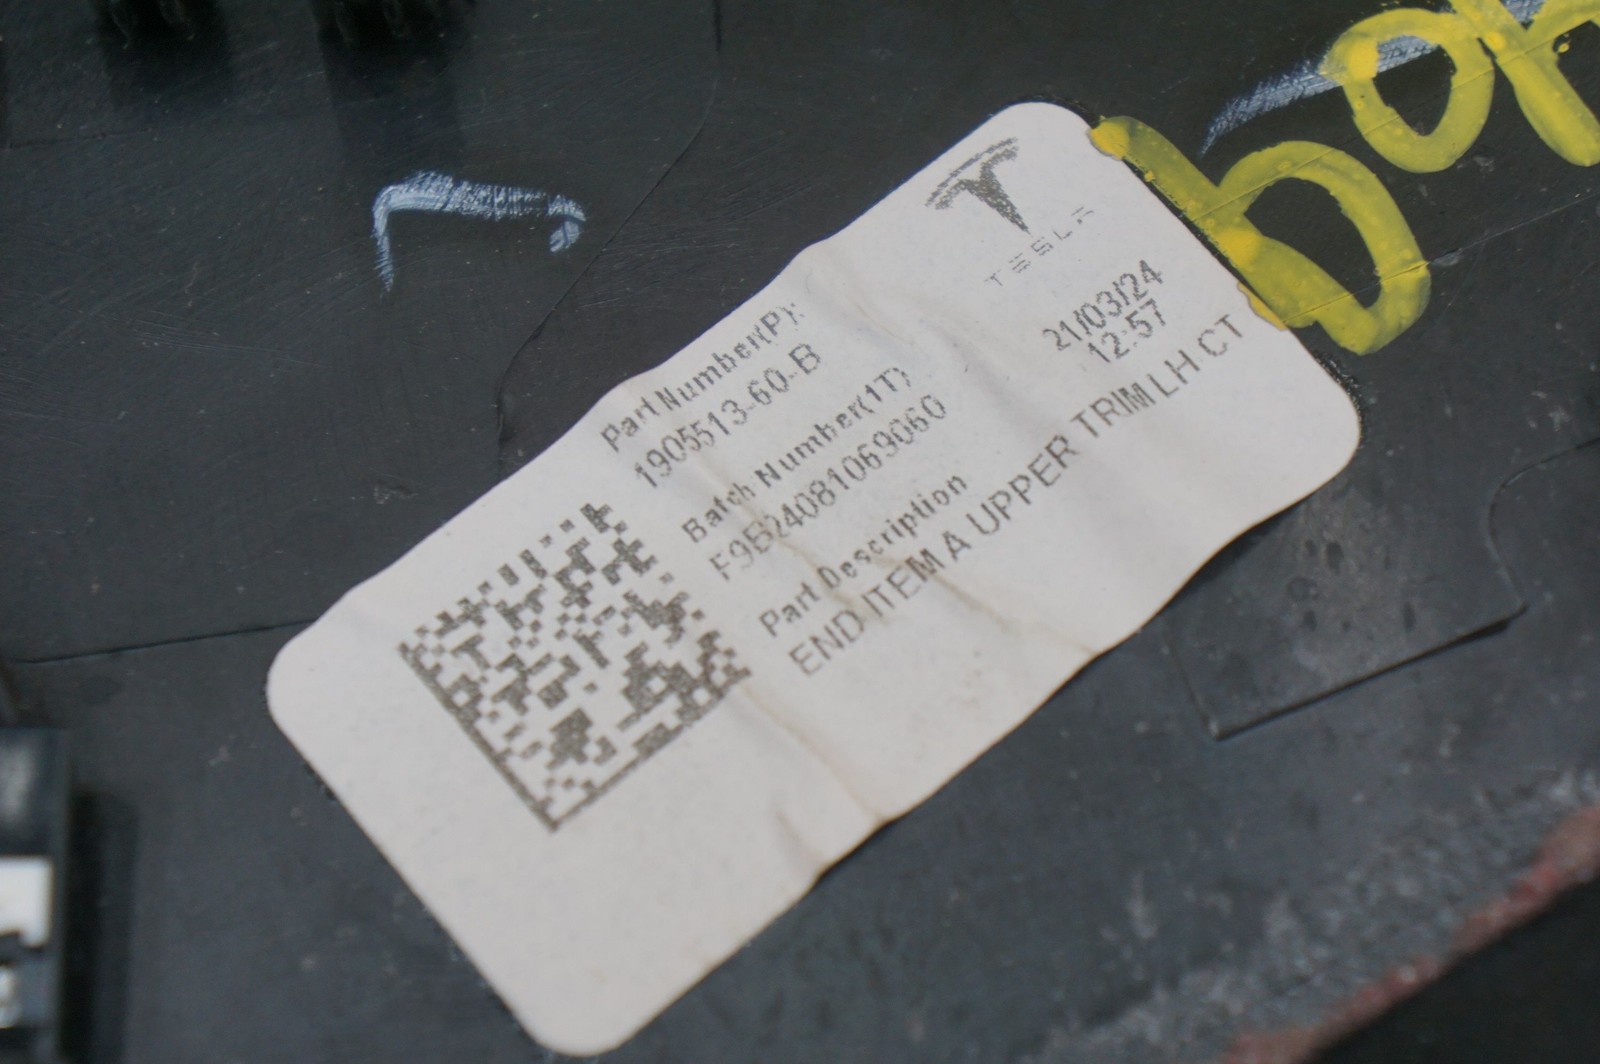 TESLA
21/03/24
12:57
Part Number(P):
1905513-60-B
Batch Number(1T)
F9B24081069060
Part Description
END ITEM A UPPER TRIM LH CT